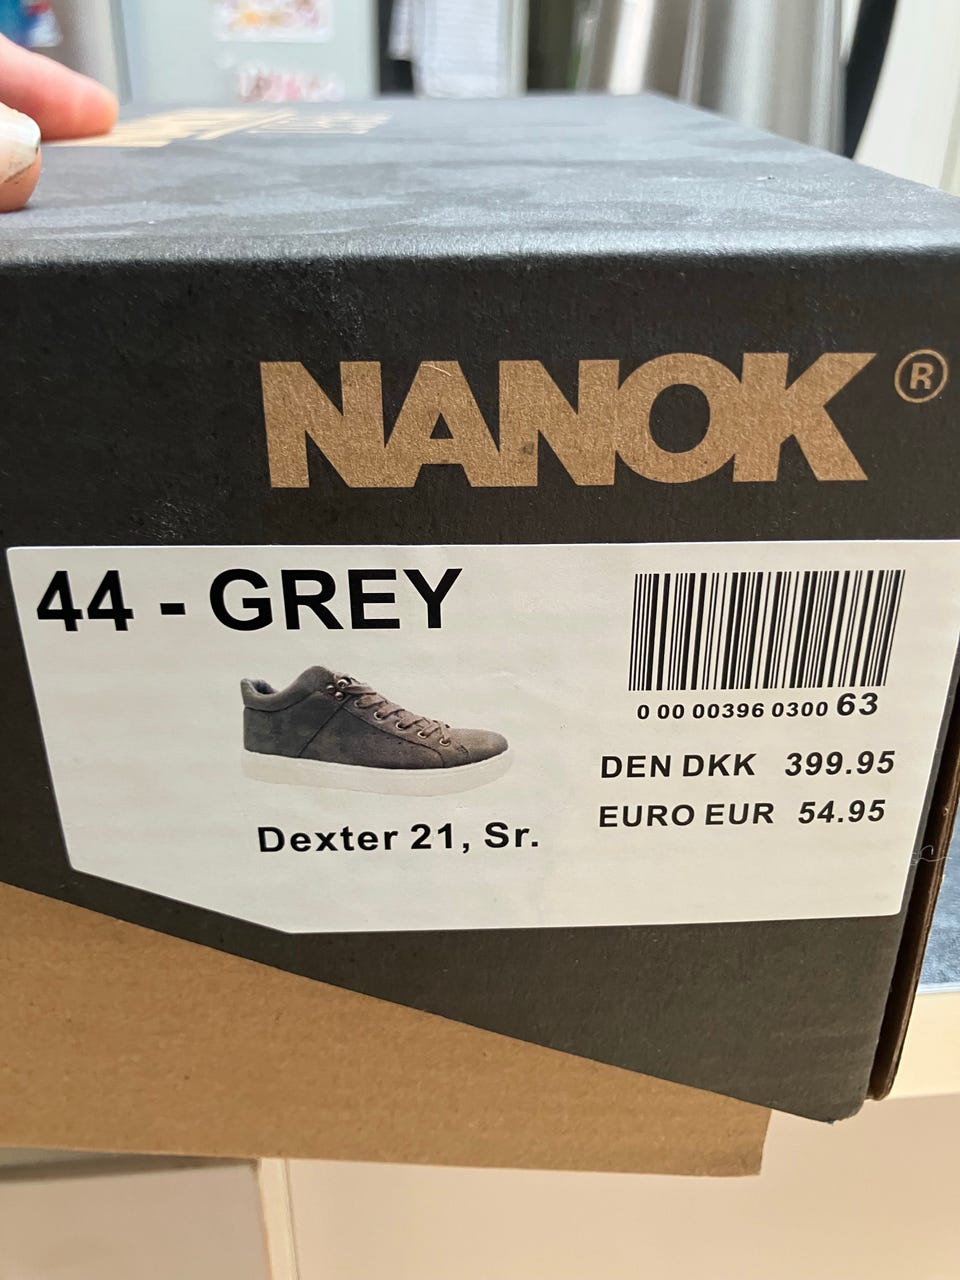 NANOK®
44 - GREY
0 00 00396 0300 63
DEN DKK 399.95
EURO EUR 54.95
Dexter 21, Sr.